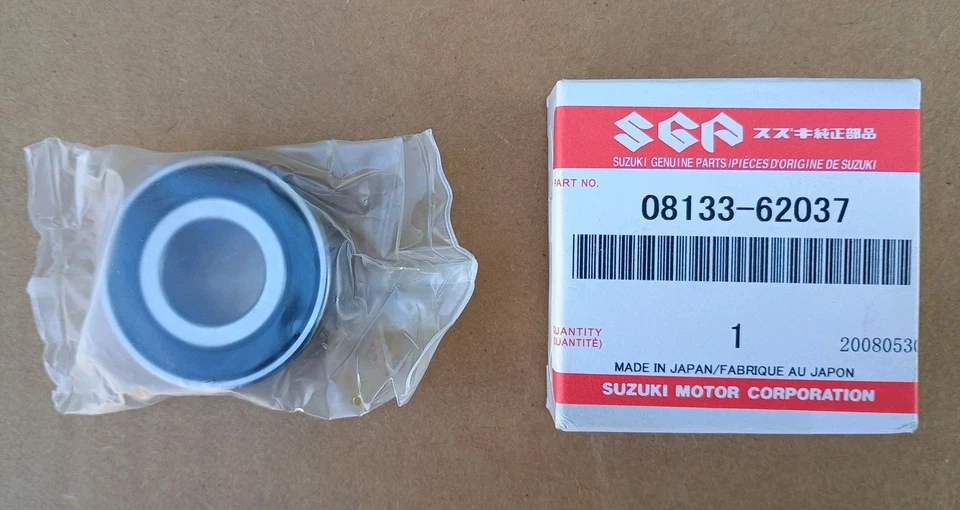 SGP スズキ純正部品
SUZUKI GENUINE PARTS/PIÈCES D'ORIGINE DE SUZUKI
PART NO.
08133-62037
QUANTITY
QUANTITÉ)
1
20080530
MADE IN JAPAN/FABRIQUE AU JAPON
SUZUKI MOTOR CORPORATION